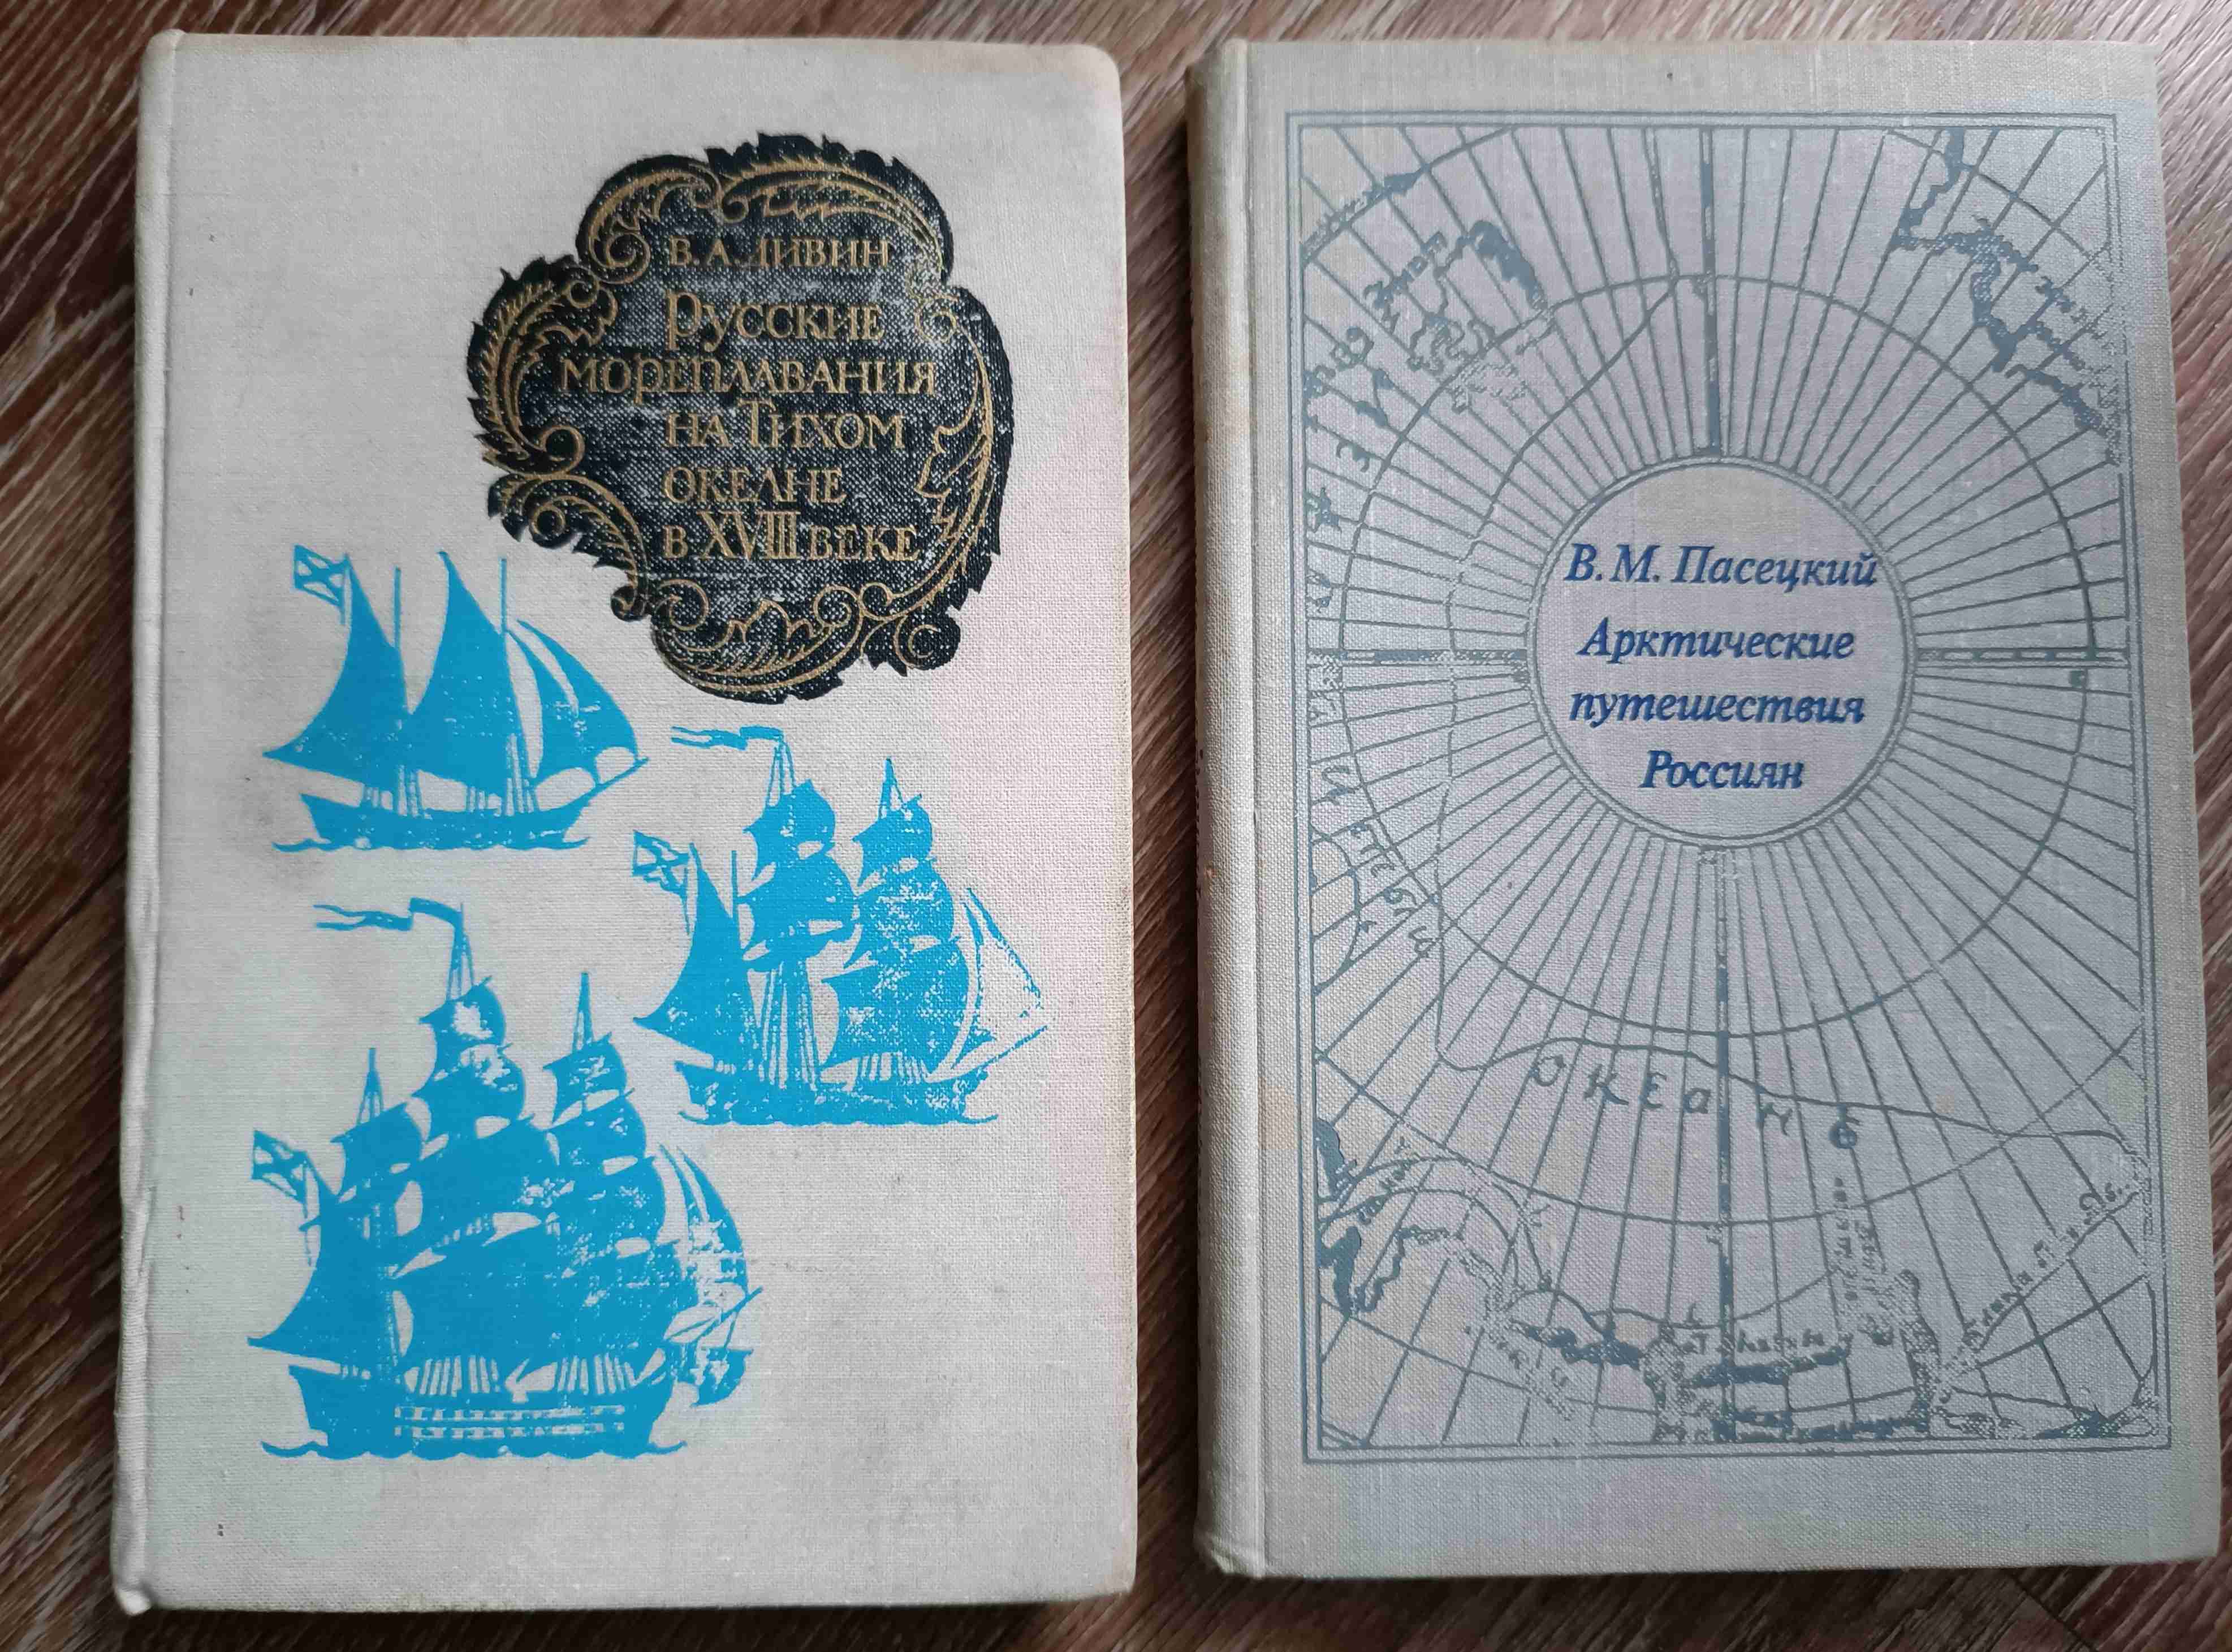 В. А. ДИВИН
РУССКИЕ
МОРЕПЛАВАНИЯ
НА ТИХОМ
ОКЕАНЕ
В XVIII ВЕКЕ
В. М. Пасецкий
Арктические
путешествия
Россиян
ОКЕАНЪ